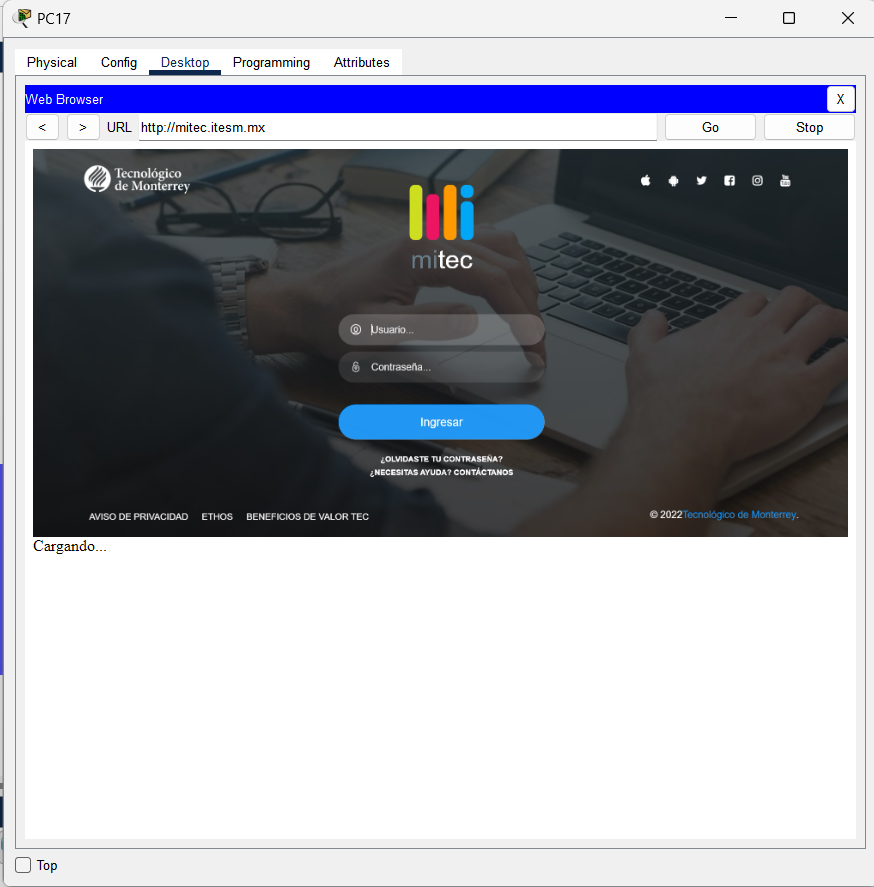 PC17
Physical Config Desktop Programming Attributes
Web Browser X
< > URL http://mitec.itesm.mx Go Stop
Tecnológico
de Monterrey
mitec
Usuario...
Contraseña...
Ingresar
¿OLVIDASTE TU CONTRASEÑA?
¿NECESITAS AYUDA? CONTÁCTANOS
AVISO DE PRIVACIDAD ETHOS BENEFICIOS DE VALOR TEC © 2022Tecnológico de Monterrey.
Cargando...
Top